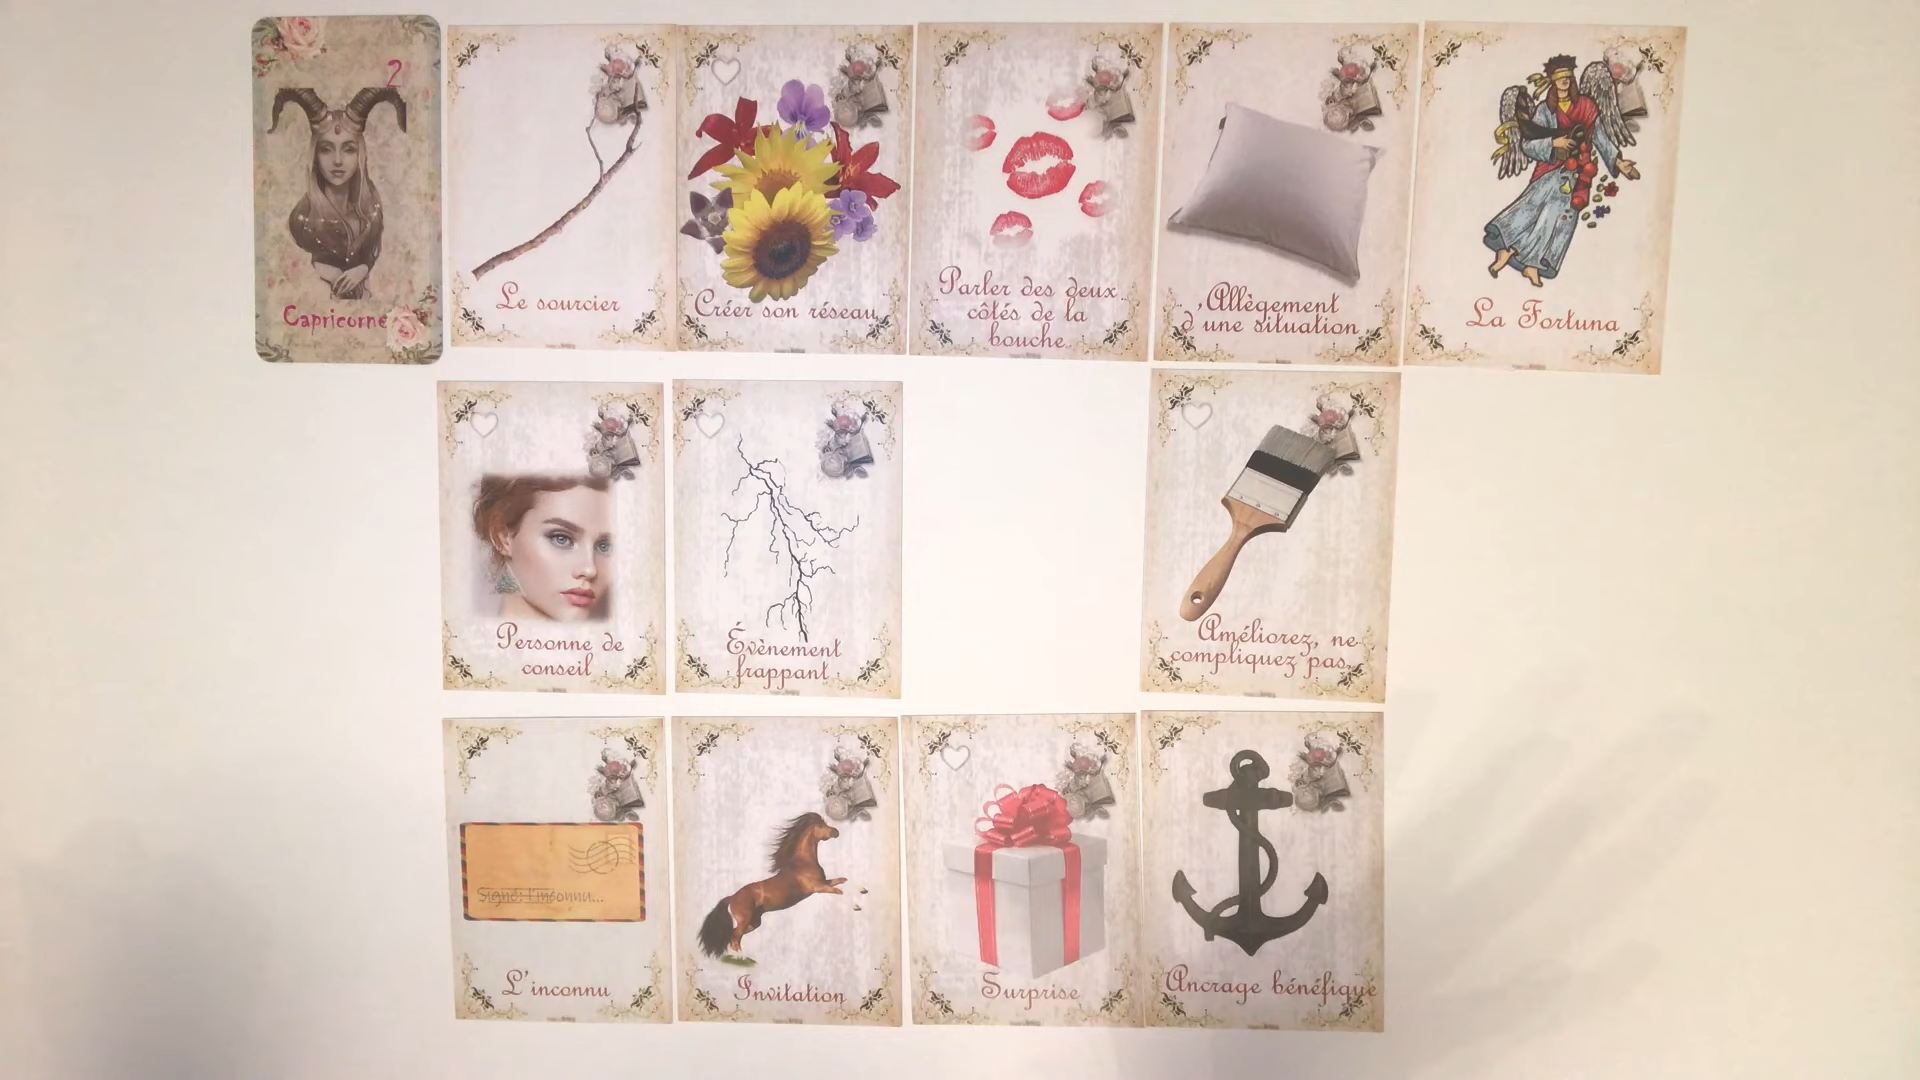 2
Capricorne
Le sourcier
Créer son réseau
Parler des deux
côtés de la
bouche
Allègement
d'une situation
La Fortuna
Personne de
conseil
Évènement
frappant
Améliorez, ne
compliquez pas
Signé: l'inconnu...
L'inconnu
Invitation
Surprise
Ancrage bénéfique